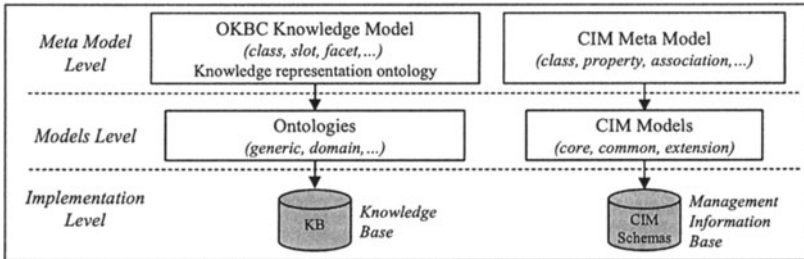 Meta Model
Level
OKBC Knowledge Model
(class, slot, facet,...)
Knowledge representation ontology
CIM Meta Model
(class, property, association,...)
Models Level
Ontologies
(generic, domain,...)
CIM Models
(core, common, extension)
Implementation
Level
KB
Knowledge
Base
CIM
Schemas
Management
Information
Base